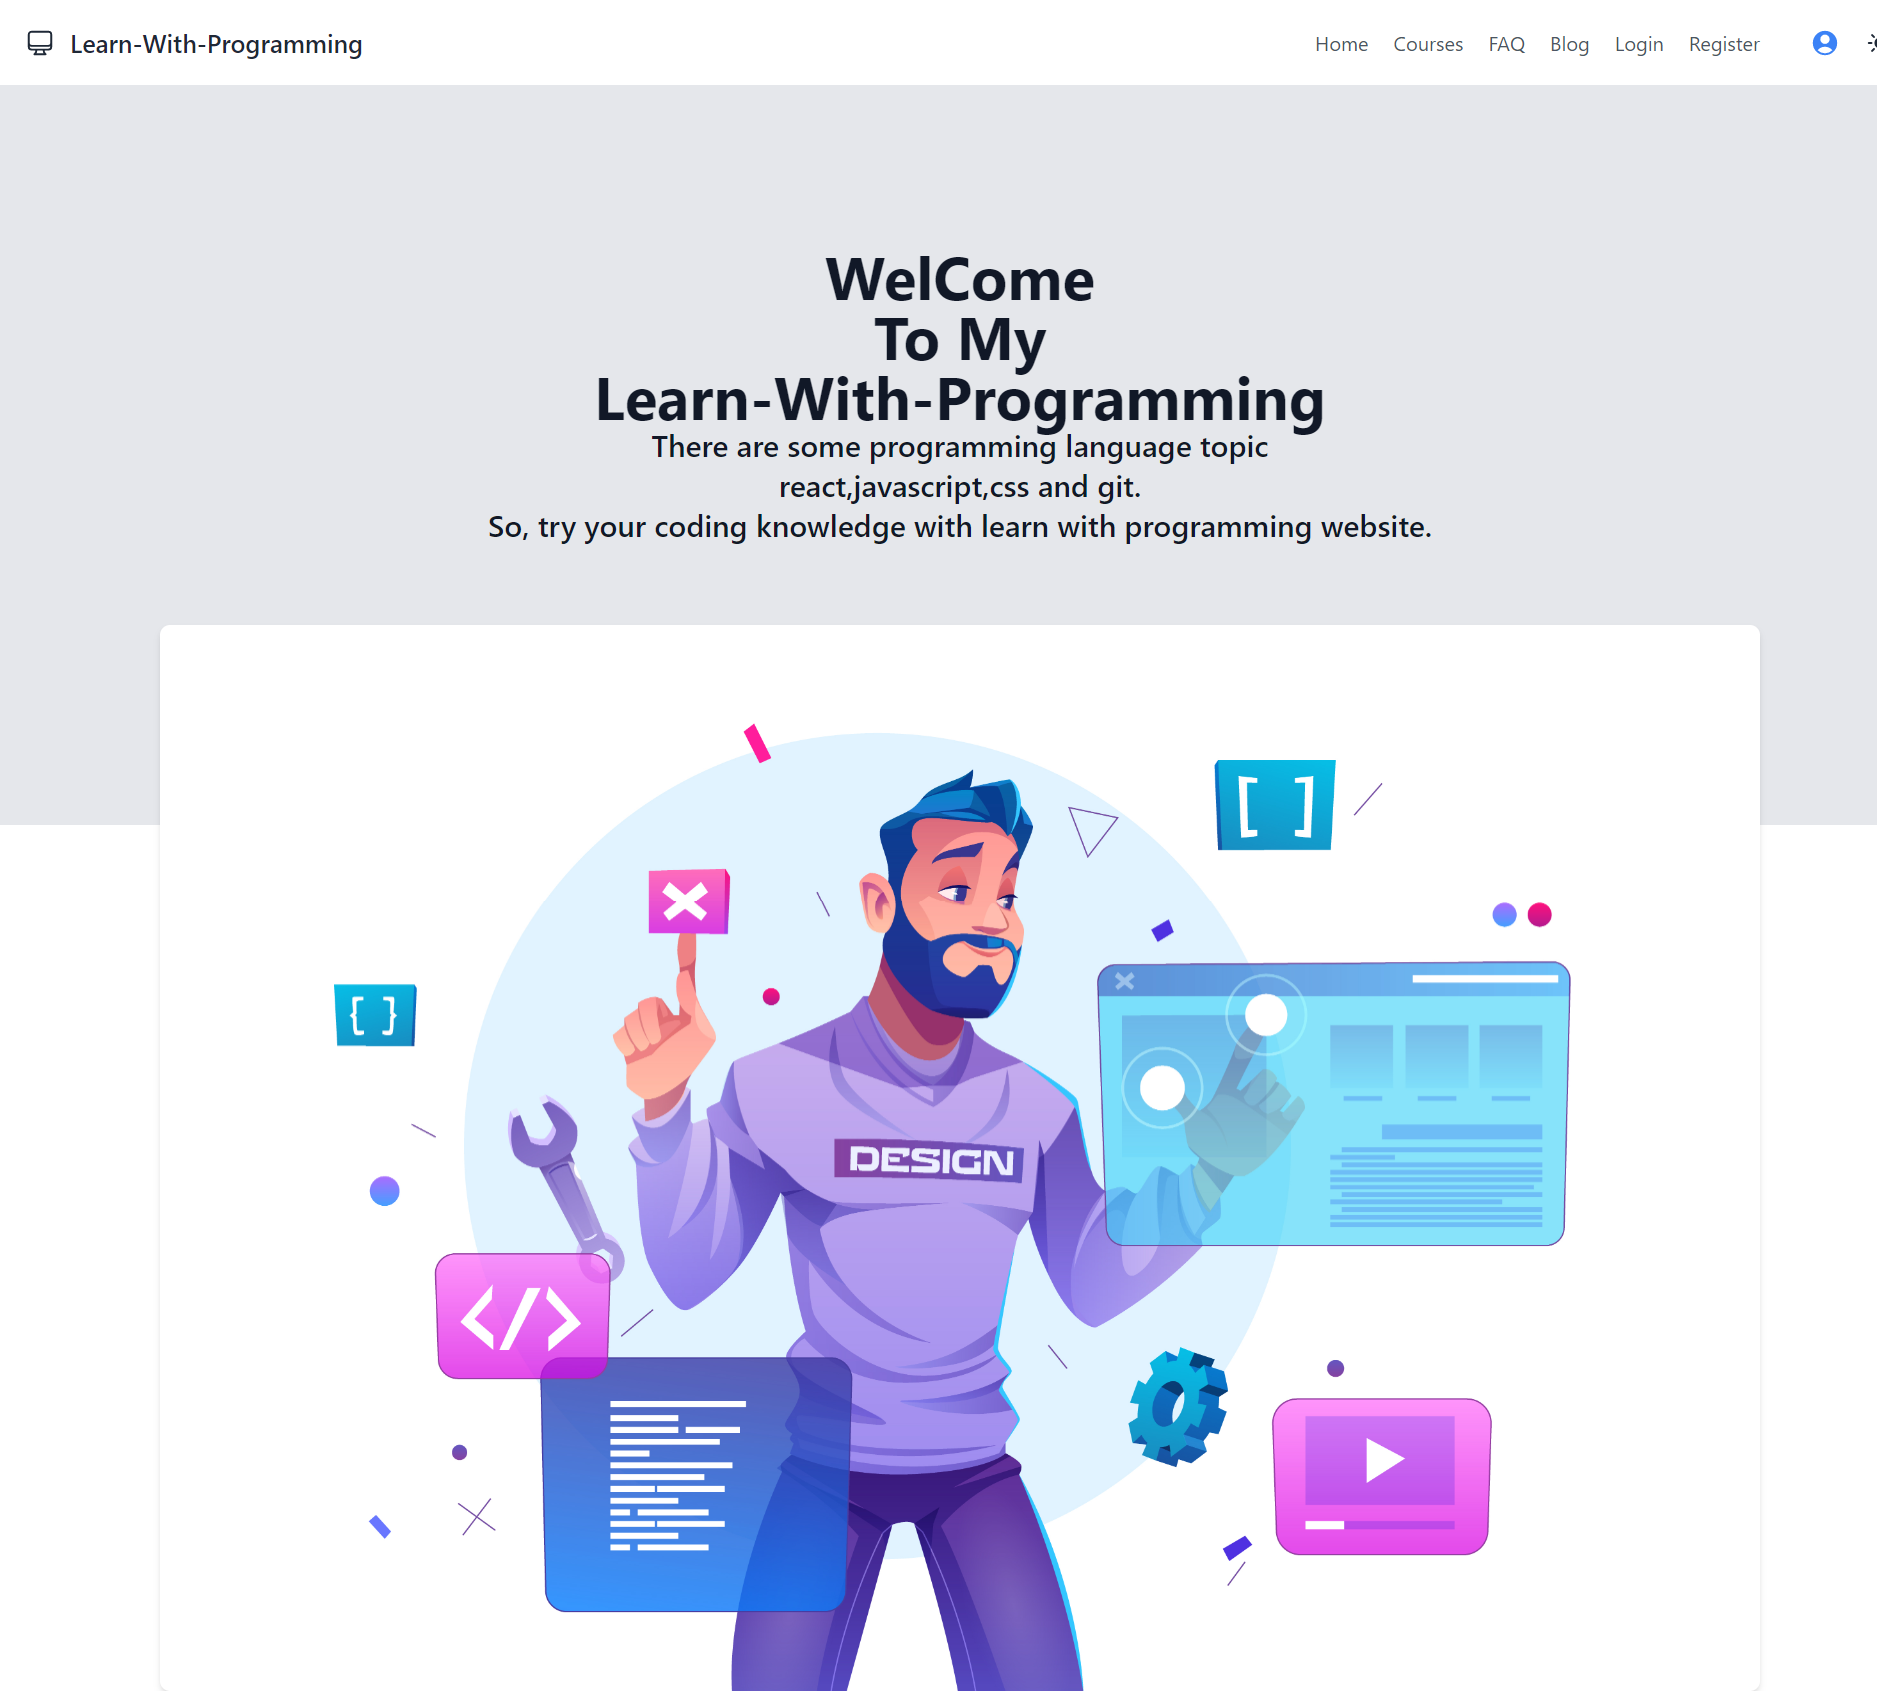 Learn-With-Programming
Home Courses FAQ Blog Login Register
WelCome
To My
Learn-With-Programming
There are some programming language topic
react,javascript,css and git.
So, try your coding knowledge with learn with programming website.
[ ]
{ }
DESIGN
</>